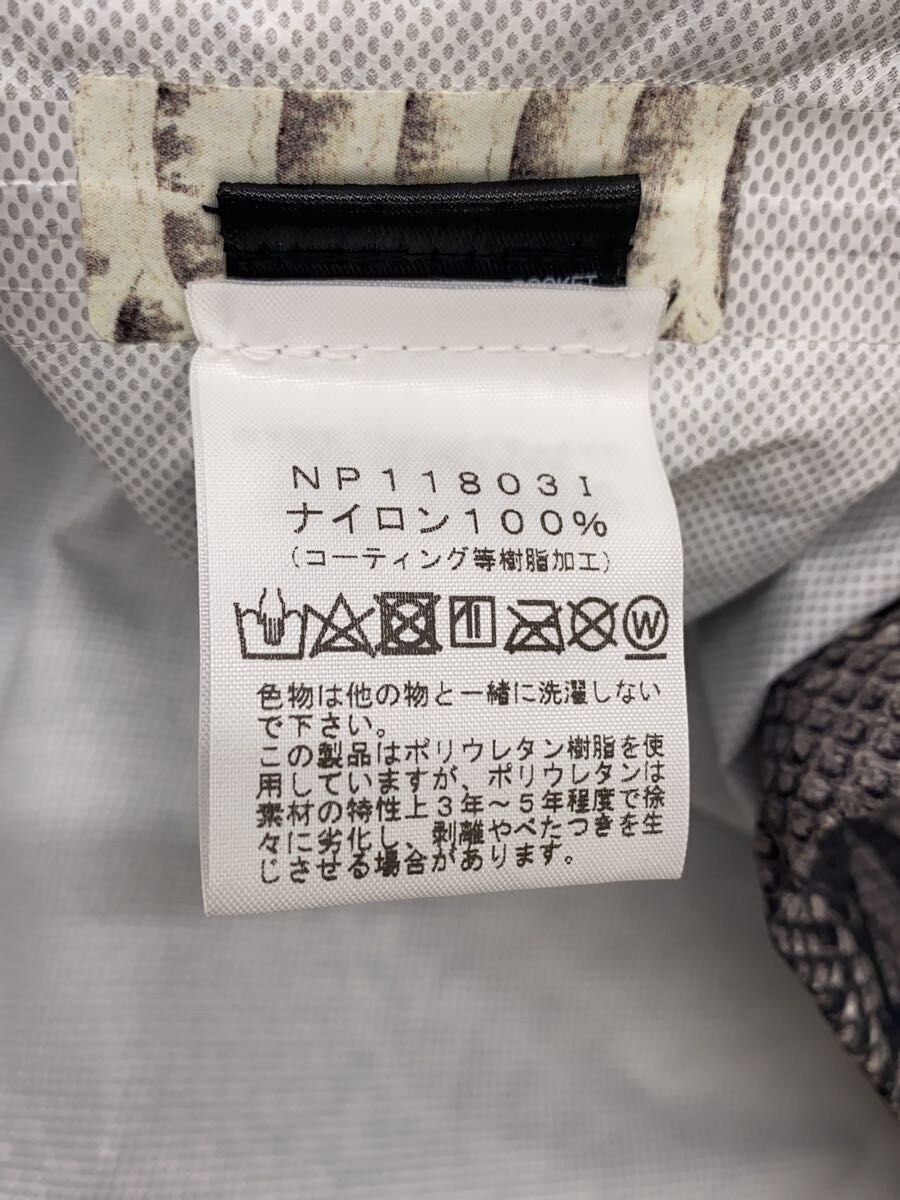 POCKET
NP11803I
ナイロン100%
(コーティング等樹脂加工)
W
色物は他の物と一緒に洗濯しない
で下さい。
この製品はポリウレタン樹脂を使
用していますが、ポリウレタンは
素材の特性上3年~5年程度で徐
々に劣化し、剥離やべたつきを生
じさせる場合があります。